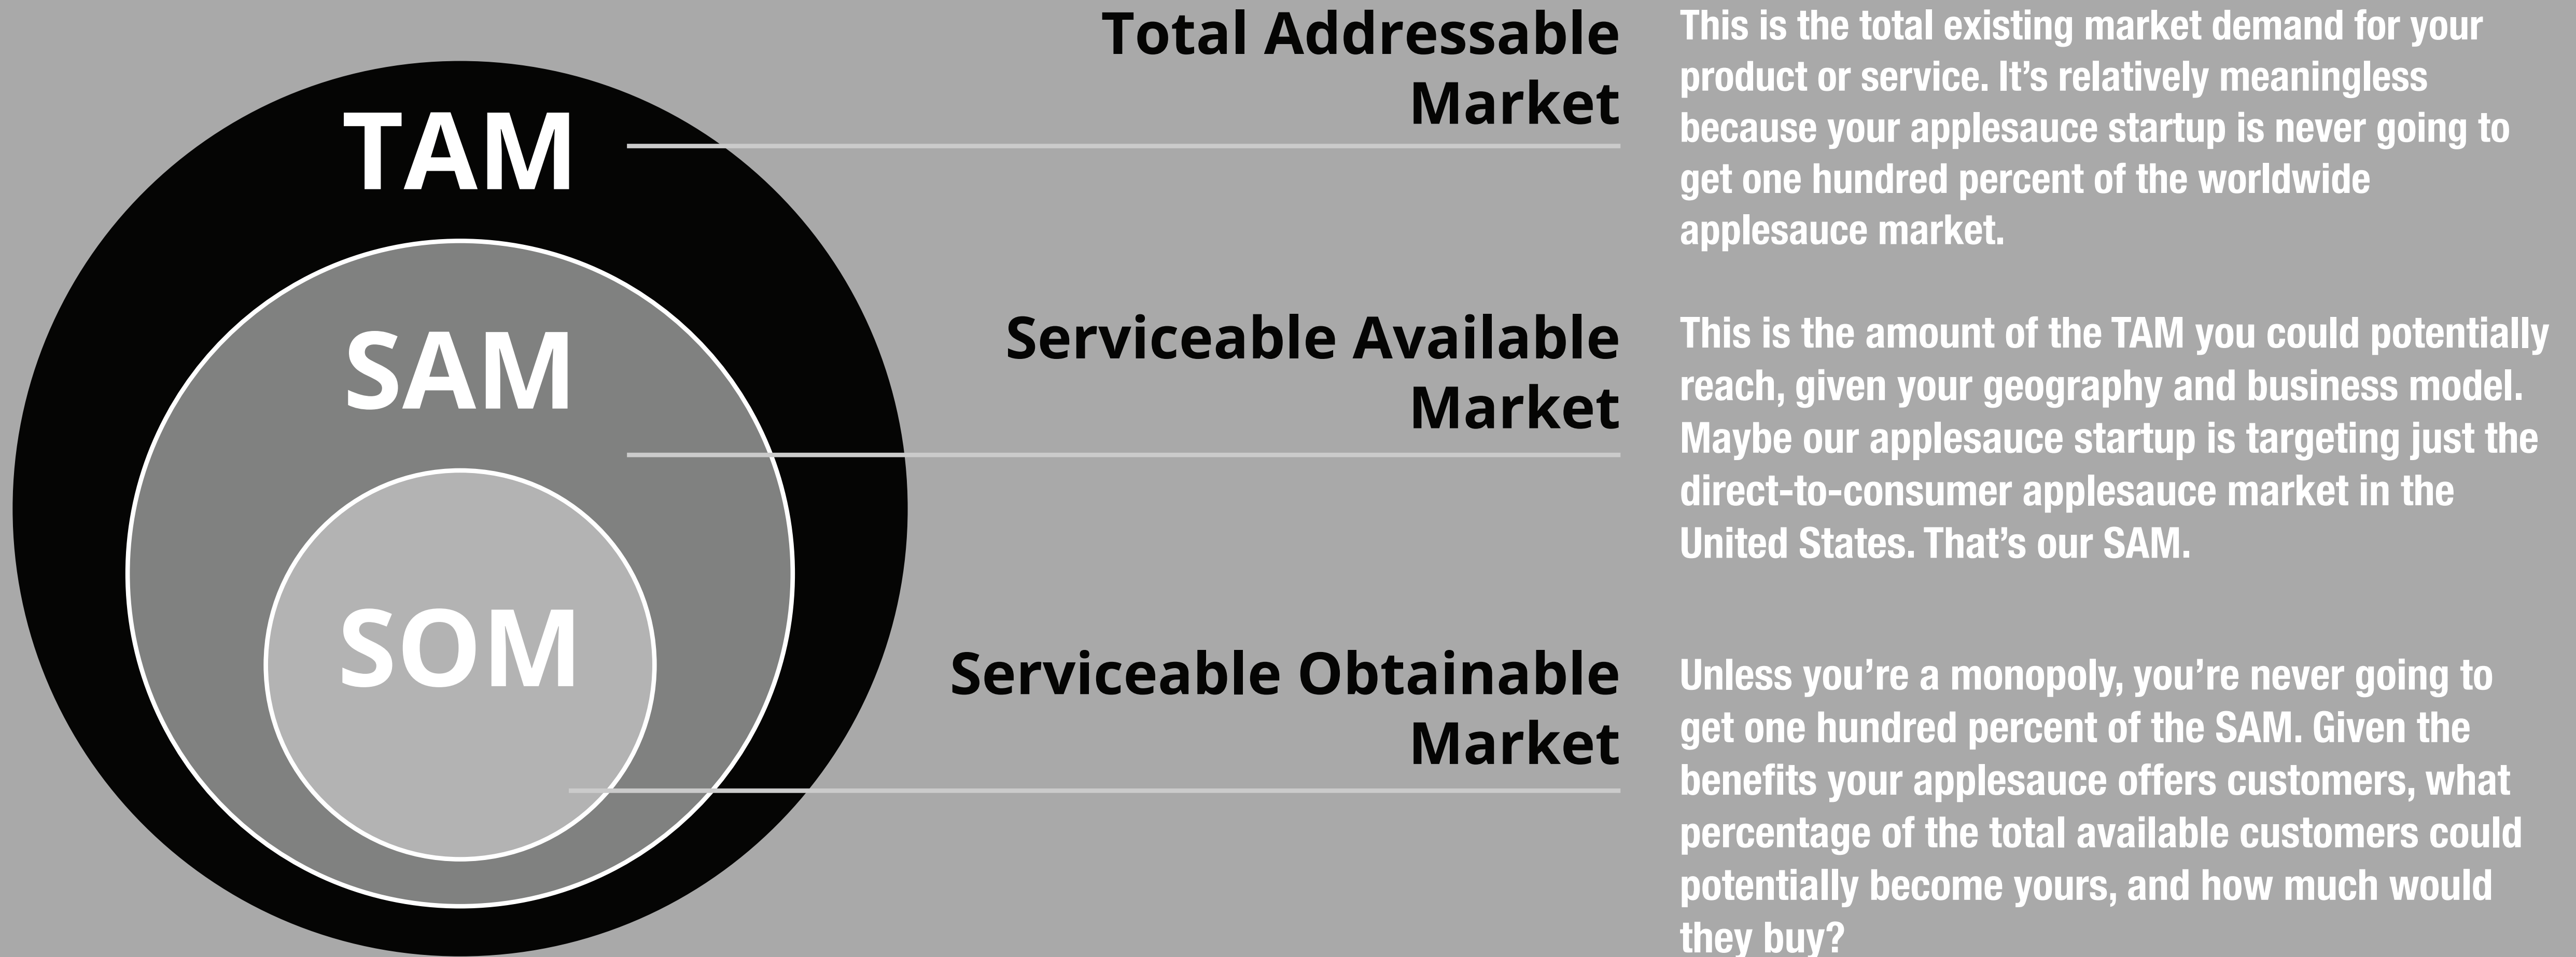 TAM
SAM
SOM
Total Addressable
Market
This is the total existing market demand for your
product or service. It’s relatively meaningless
because your applesauce startup is never going to
get one hundred percent of the worldwide
applesauce market.
Serviceable Available
Market
This is the amount of the TAM you could potentially
reach, given your geography and business model.
Maybe our applesauce startup is targeting just the
direct-to-consumer applesauce market in the
United States. That’s our SAM.
Serviceable Obtainable
Market
Unless you’re a monopoly, you’re never going to
get one hundred percent of the SAM. Given the
benefits your applesauce offers customers, what
percentage of the total available customers could
potentially become yours, and how much would
they buy?